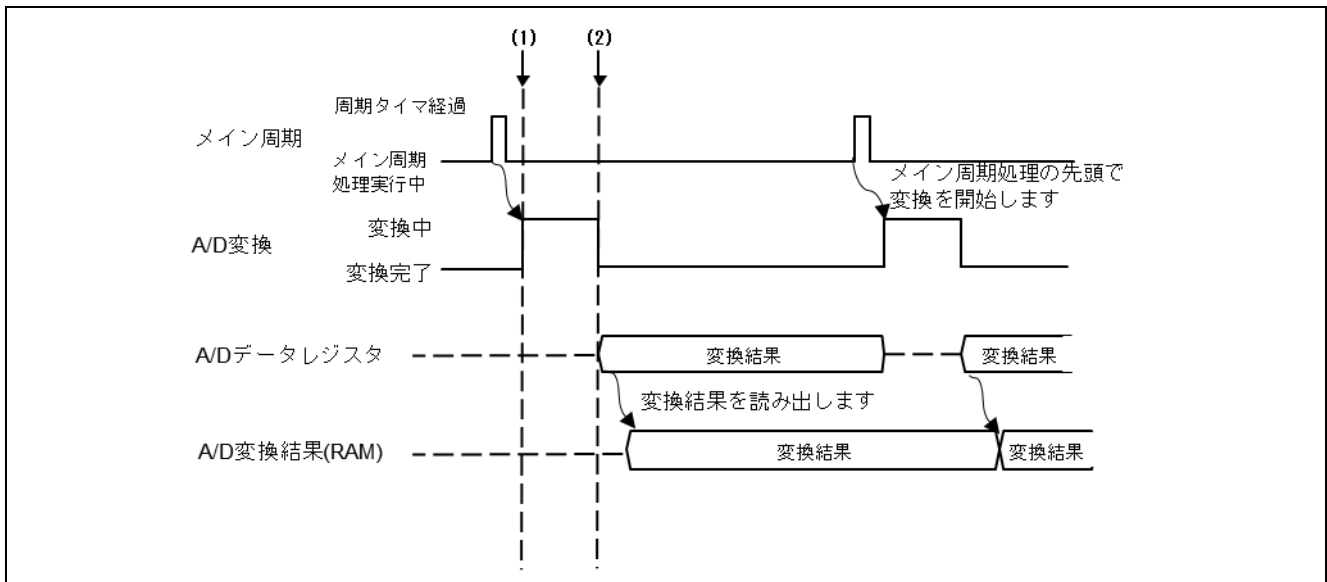 (1)
(2)
周期タイマ経過
メイン周期
メイン周期
処理実行中
メイン周期処理の先頭で
変換を開始します
変換中
A/D変換
変換完了
A/Dデータレジスタ
変換結果
変換結果
変換結果を読み出します
A/D変換結果(RAM)
変換結果
変換結果